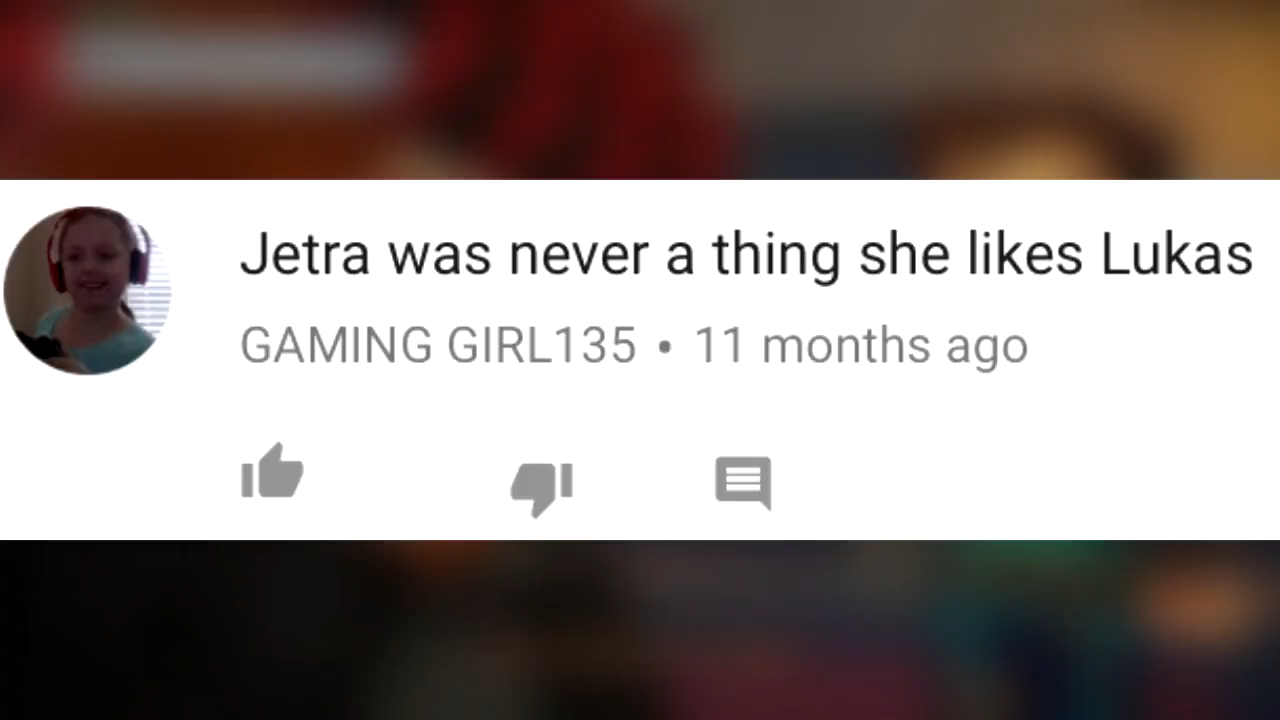 Jetra was never a thing she likes Lukas
GAMING GIRL135 • 11 months ago